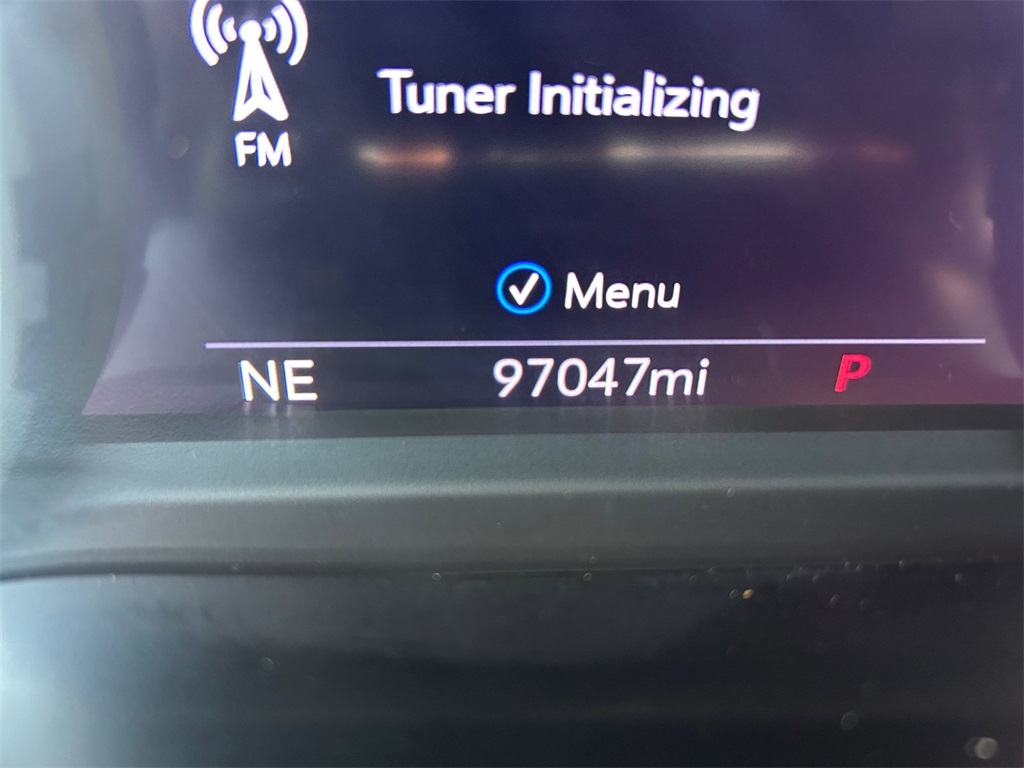 Tuner Initializing
FM
Menu
NE 97047mi P